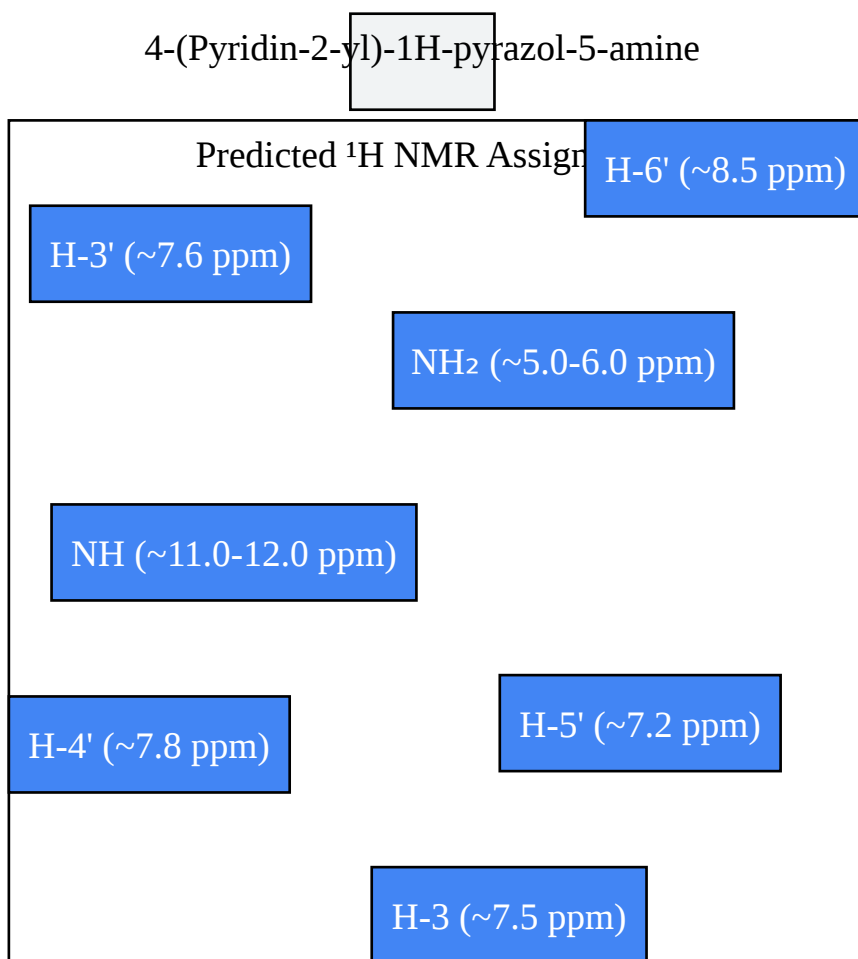 4-(Pyridin-2-yl)-1H-pyrazol-5-amine
Predicted ¹H NMR Assign
H-6' (~8.5 ppm)
H-3' (~7.6 ppm)
NH₂ (~5.0-6.0 ppm)
NH (~11.0-12.0 ppm)
H-5' (~7.2 ppm)
H-4' (~7.8 ppm)
H-3 (~7.5 ppm)